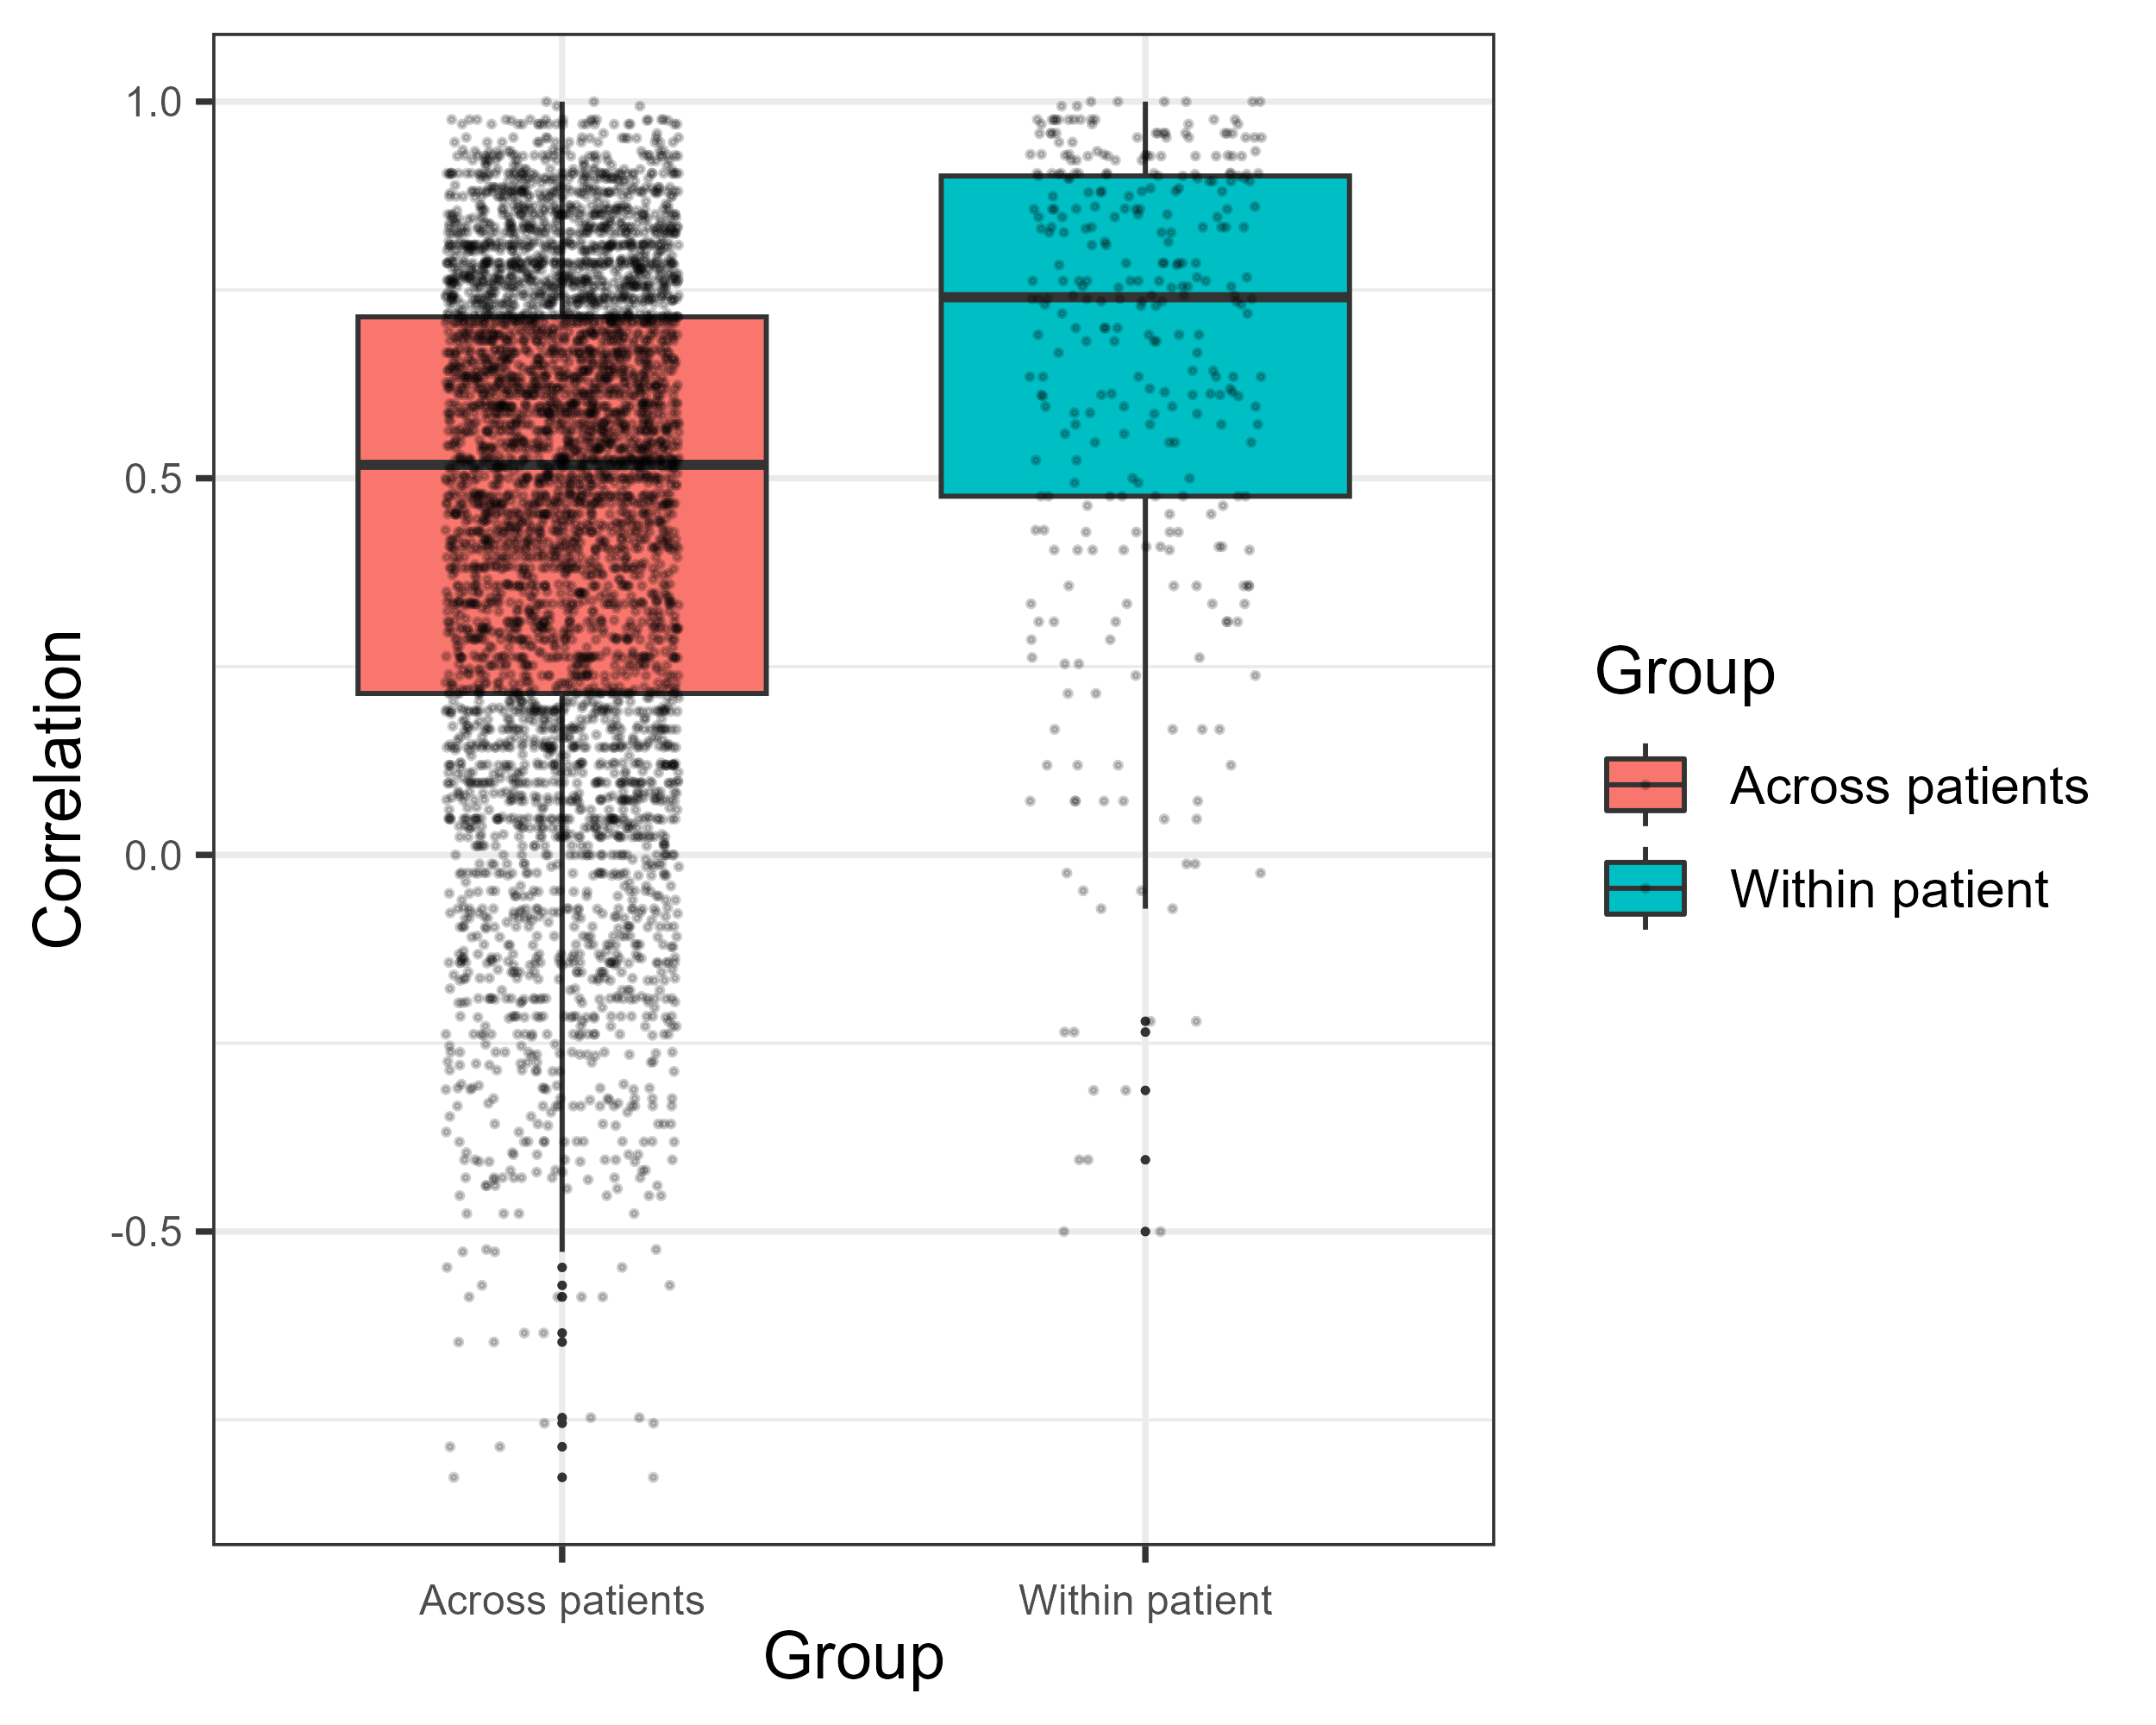 Correlation
1.0
0.5
0.0
-0.5
Across patients
Within patient
Group
Group
Across patients
Within patient